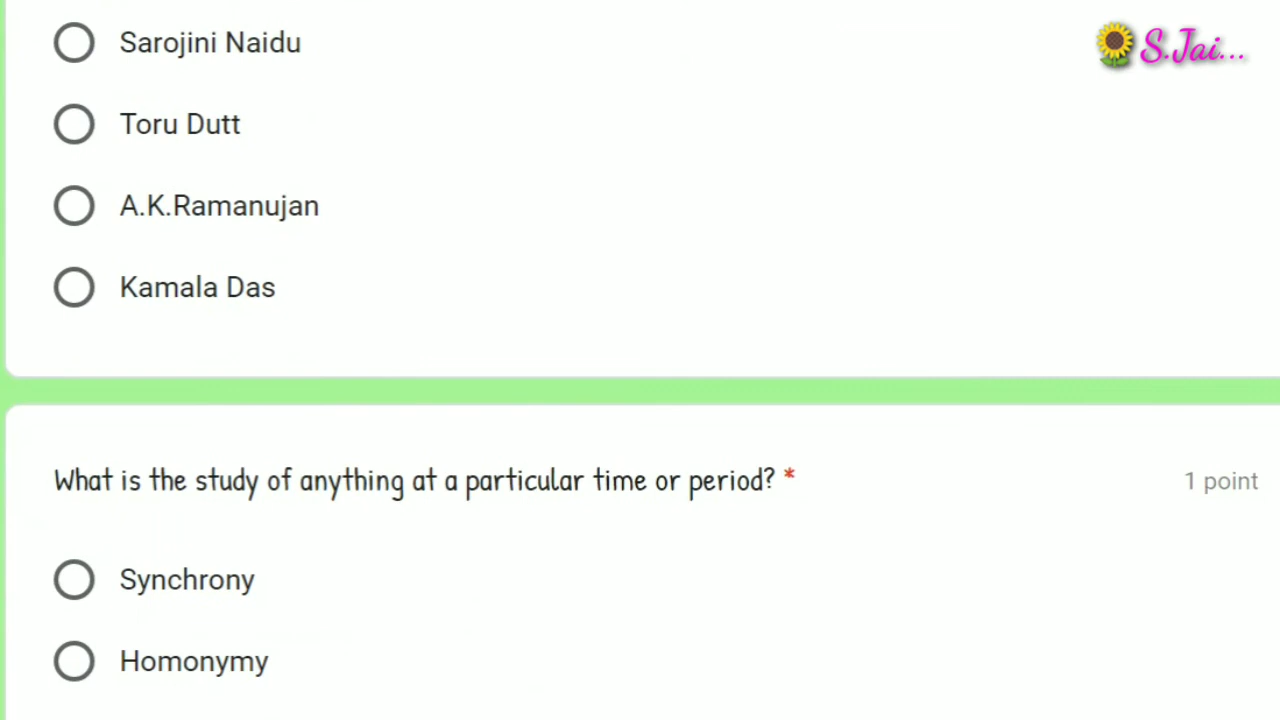 Sarojini Naidu
S.Jai...
Toru Dutt
A.K.Ramanujan
Kamala Das
What is the study of anything at a particular time or period? *
1 point
Synchrony
Homonymy